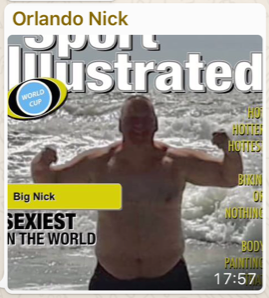 Orlando Nick
Sport
Illustrated
WORLD
CUP
HOT
HOTTER
HOTTEST
BIKINI
OR
NOTHING
Big Nick
SEXIEST
IN THE WORLD
BODY
PAINTING
17:57